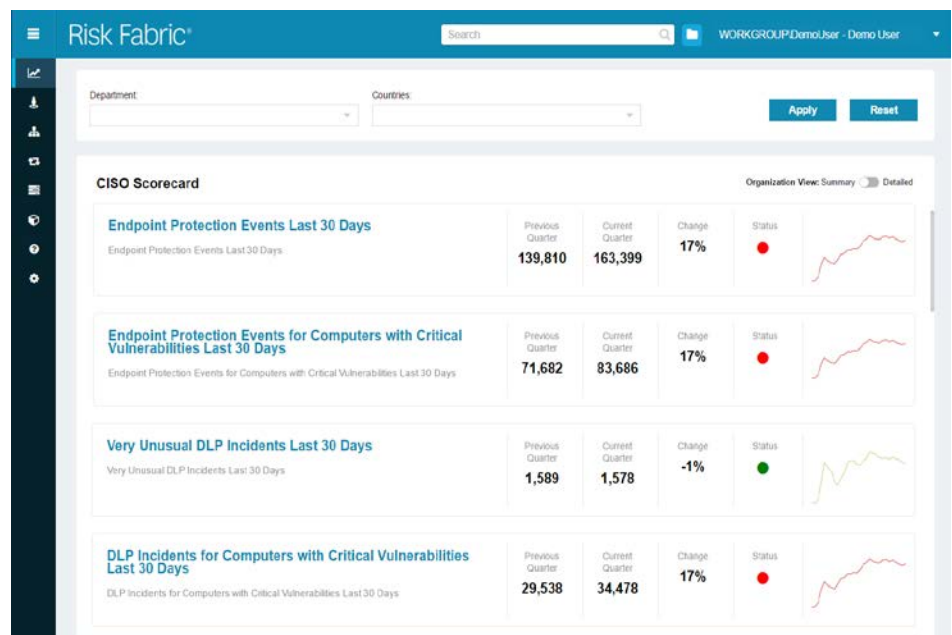 Risk Fabric®
Search
WORKGROUP\DemoUser - Demo User
Department:
Countries:
Apply
Reset
CISO Scorecard
Organization View: Summary Detailed
Endpoint Protection Events Last 30 Days
Endpoint Protection Events Last 30 Days
Previous Quarter
139,810
Current Quarter
163,399
Change
17%
Status
Endpoint Protection Events for Computers with Critical
Vulnerabilities Last 30 Days
Endpoint Protection Events for Computers with Critical Vulnerabilities Last 30 Days
Previous Quarter
71,682
Current Quarter
83,686
Change
17%
Status
Very Unusual DLP Incidents Last 30 Days
Very Unusual DLP Incidents Last 30 Days
Previous Quarter
1,589
Current Quarter
1,578
Change
-1%
Status
DLP Incidents for Computers with Critical Vulnerabilities
Last 30 Days
DLP Incidents for Computers with Critical Vulnerabilities Last 30 Days
Previous Quarter
29,538
Current Quarter
34,478
Change
17%
Status